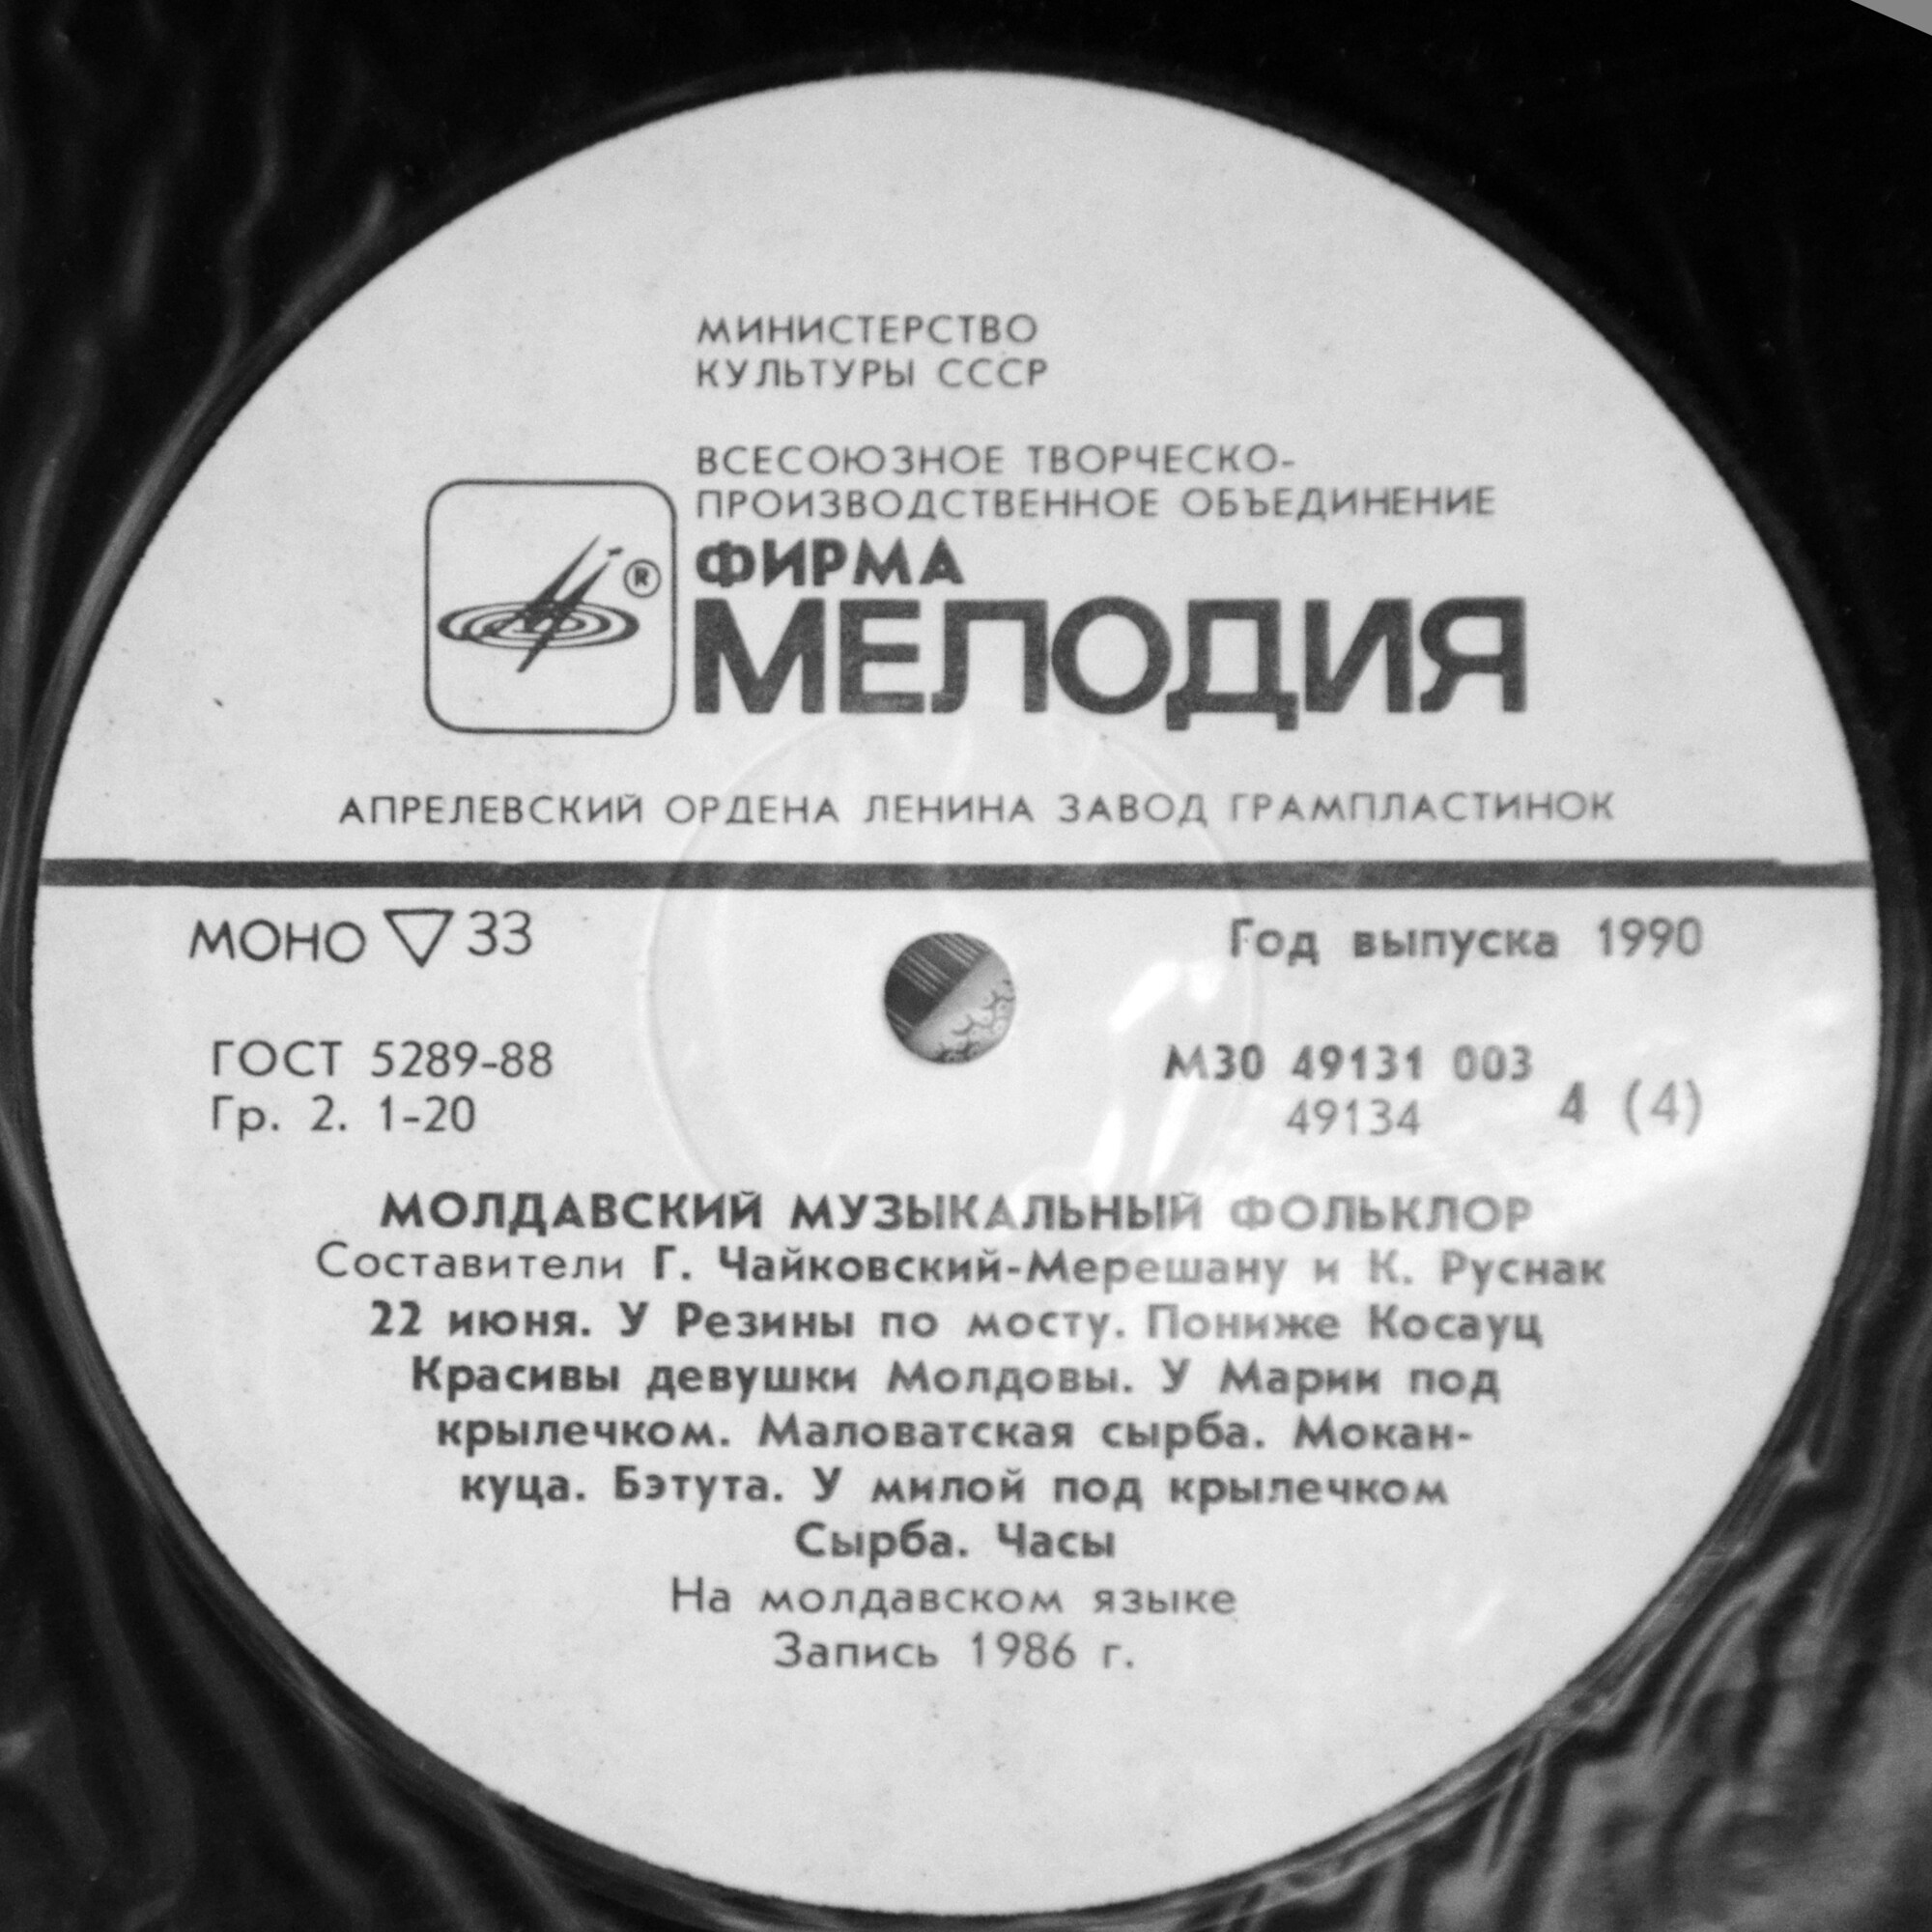 МИНИСТЕРСТВО
КУЛЬТУРЫ СССР
ВСЕСОЮЗНОЕ ТВОРЧЕСКО-
ПРОИЗВОДСТВЕННОЕ ОБЪЕДИНЕНИЕ
®
ФИРМА
МЕЛОДИЯ
АПРЕЛЕВСКИЙ ОРДЕНА ЛЕНИНА ЗАВОД ГРАМПЛАСТИНОК
МОНО ▽ 33
Год выпуска 1990
ГОСТ 5289-88
Гр. 2. 1-20
М30 49131 003
49134
4 (4)
МОЛДАВСКИЙ МУЗЫКАЛЬНЫЙ ФОЛЬКЛОР
Составители Г. Чайковский-Мерешану и К. Руснак
22 июня. У Резины по мосту. Пониже Косауц
Красивы девушки Молдовы. У Марии под
крылечком. Маловатская сырба. Мокан-
куца. Бэтута. У милой под крылечком
Сырба. Часы
На молдавском языке
Запись 1986 г.